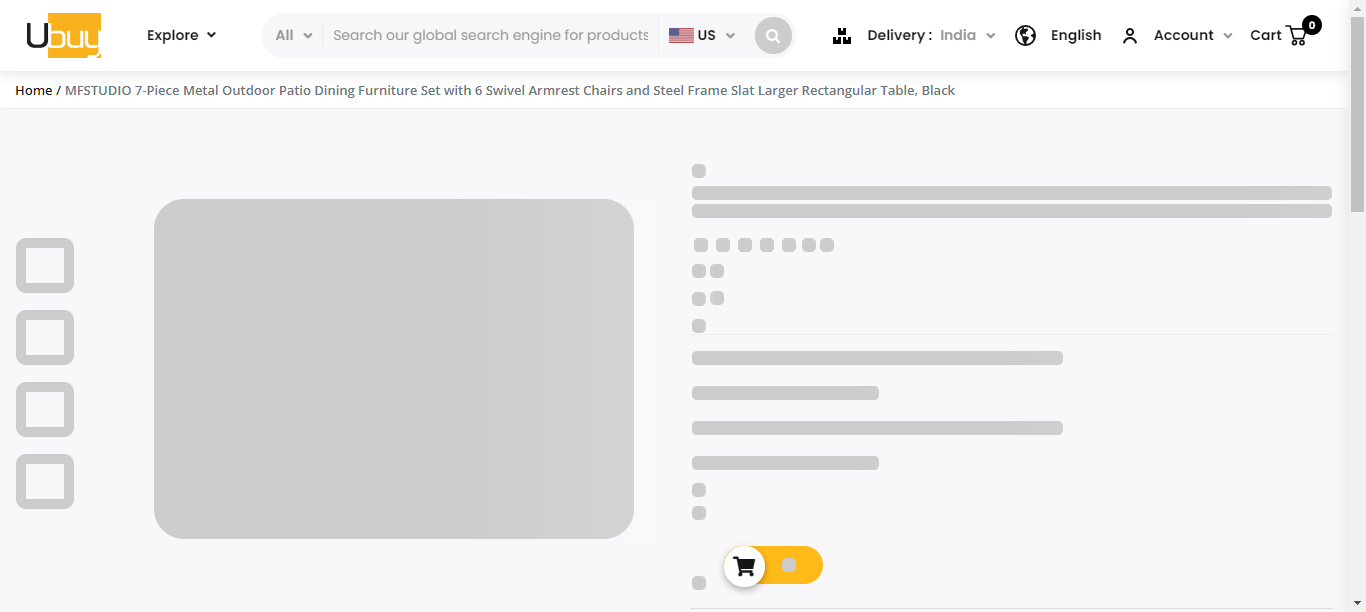 Ubuy
Explore
All
Search our global search engine for products
US
Delivery : India
English
Account
Cart
0
Home / MFSTUDIO 7-Piece Metal Outdoor Patio Dining Furniture Set with 6 Swivel Armrest Chairs and Steel Frame Slat Larger Rectangular Table, Black